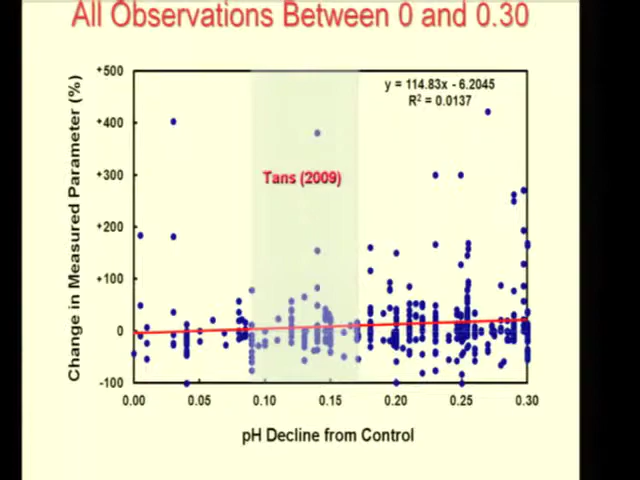 All Observations Between 0 and 0.30
Change in Measured Parameter (%)
+500
+400
+300
+200
+100
0
-100
y = 114.83x - 6.2045
R² = 0.0137
Tans (2009)
0.00 0.05 0.10 0.15 0.20 0.25 0.30
pH Decline from Control